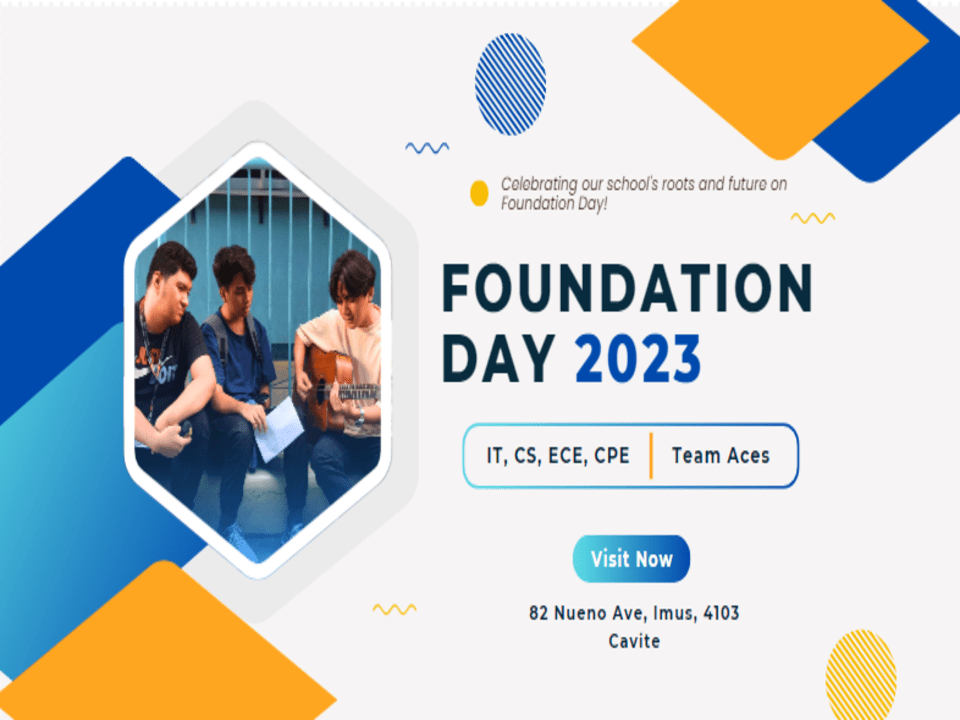 Celebrating our school's roots and future on
Foundation Day!
FOUNDATION
DAY 2023
IT, CS, ECE, CPE | Team Aces
Visit Now
82 Nueno Ave, Imus, 4103
Cavite